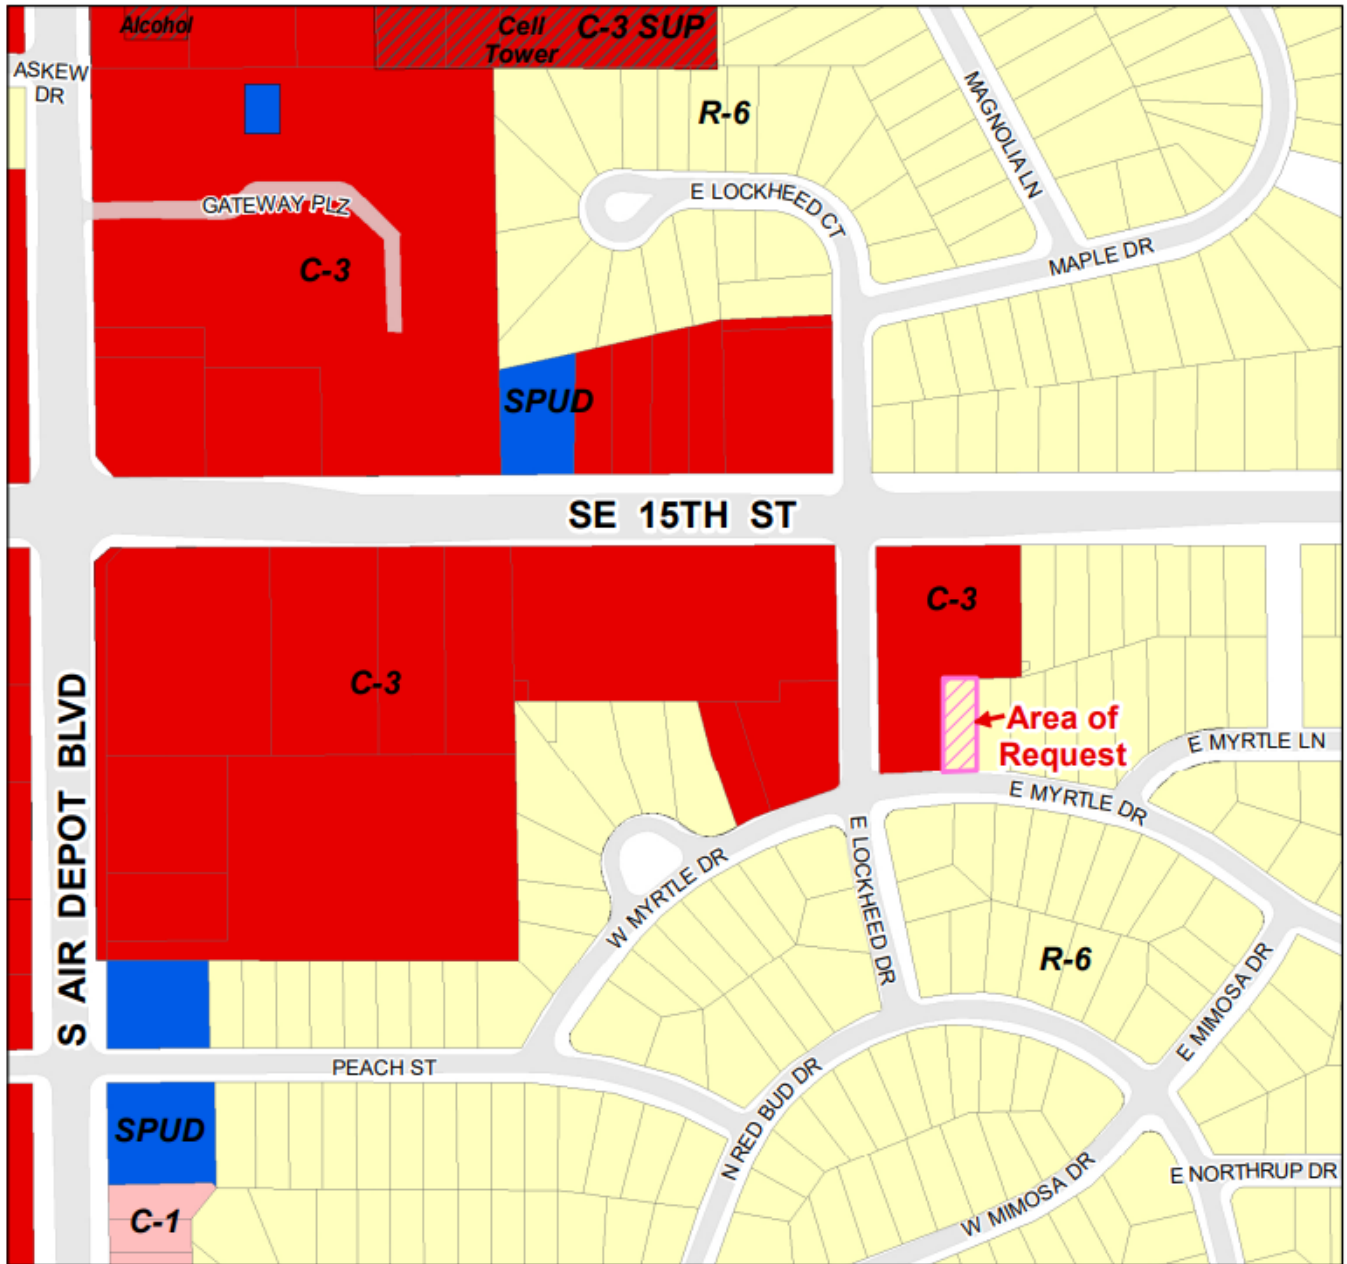 Alcohol
Cell
Tower
C-3 SUP
ASKEW
DR
MAGNOLIA LN
R-6
E LOCKHEED CT
GATEWAY PLZ
C-3
MAPLE DR
SPUD
SE 15TH ST
C-3
C-3
S AIR DEPOT BLVD
Area of
Request
E MYRTLE LN
E MYRTLE DR
E LOCKHEED DR
W MYRTLE DR
R-6
E MIMOSA DR
PEACH ST
N RED BUD DR
SPUD
W MIMOSA DR
E NORTHRUP DR
C-1